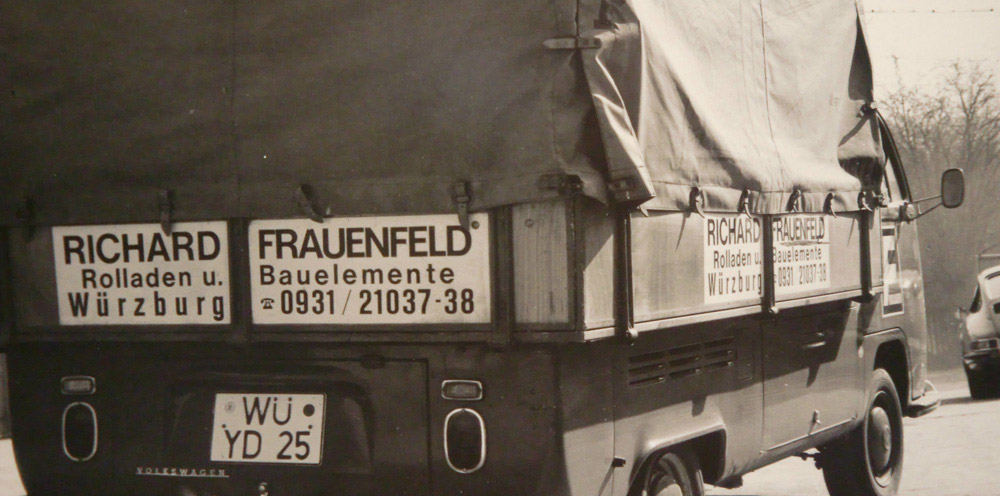 RICHARD FRAUENFELD
Rolladen u. Bauelemente
Würzburg ☎ 0931/21037-38
RICHARD FRAUENFELD
Rolladen u. Bauelemente
Würzburg ☎ 0931 21037-38
WÜ
YD 25
VOLKSWAGEN